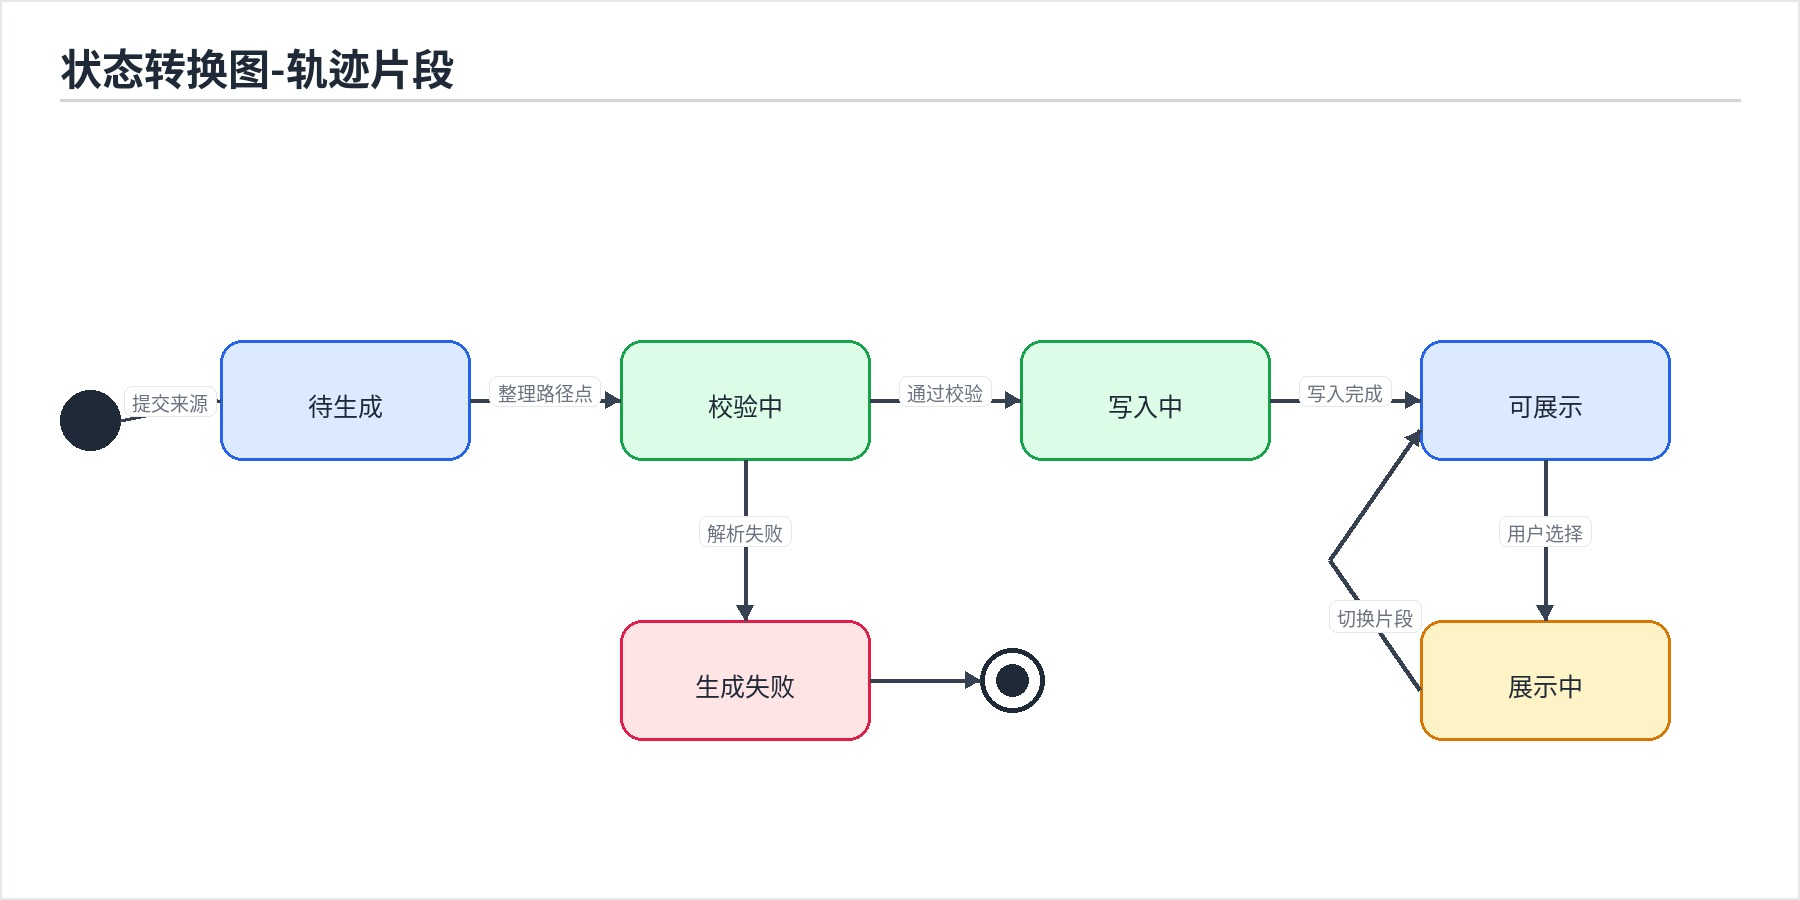 状态转换图-轨迹片段
提交来源
待生成
整理路径点
校验中
通过校验
写入中
写入完成
可展示
解析失败
用户选择
切换片段
生成失败
展示中